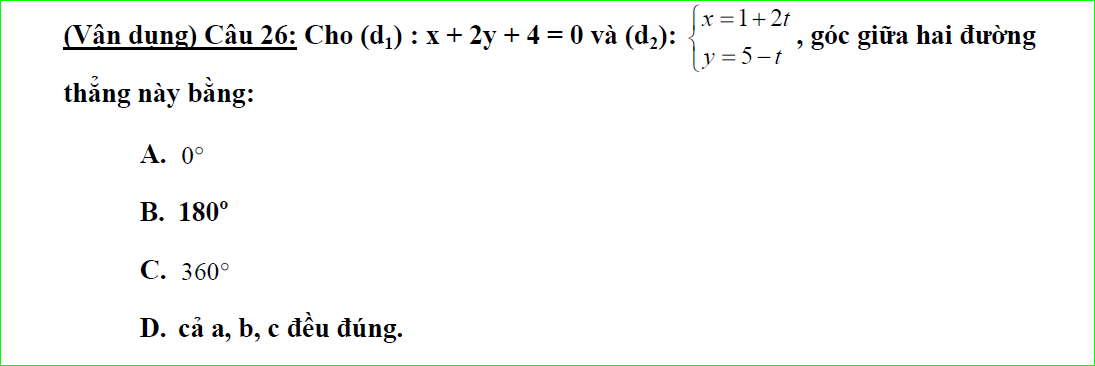 (Vận dụng) Câu 26: Cho (d₁) : x + 2y + 4 = 0 và (d₂): { x = 1 + 2t
y = 5 − t , góc giữa hai đường
thẳng này bằng:
A. 0°
B. 180º
C. 360°
D. cả a, b, c đều đúng.